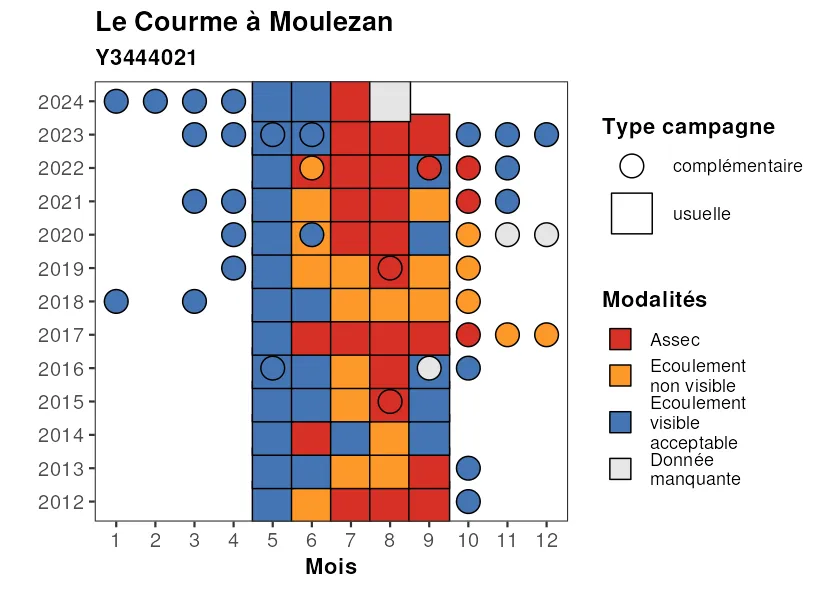 Le Courme à Moulezan
Y3444021
2024
2023
2022
2021
2020
2019
2018
2017
2016
2015
2014
2013
2012
1 2 3 4 5 6 7 8 9 10 11 12
Mois
Type campagne
complémentaire
usuelle
Modalités
Assec
Ecoulement
non visible
Ecoulement
visible
acceptable
Donnée
manquante